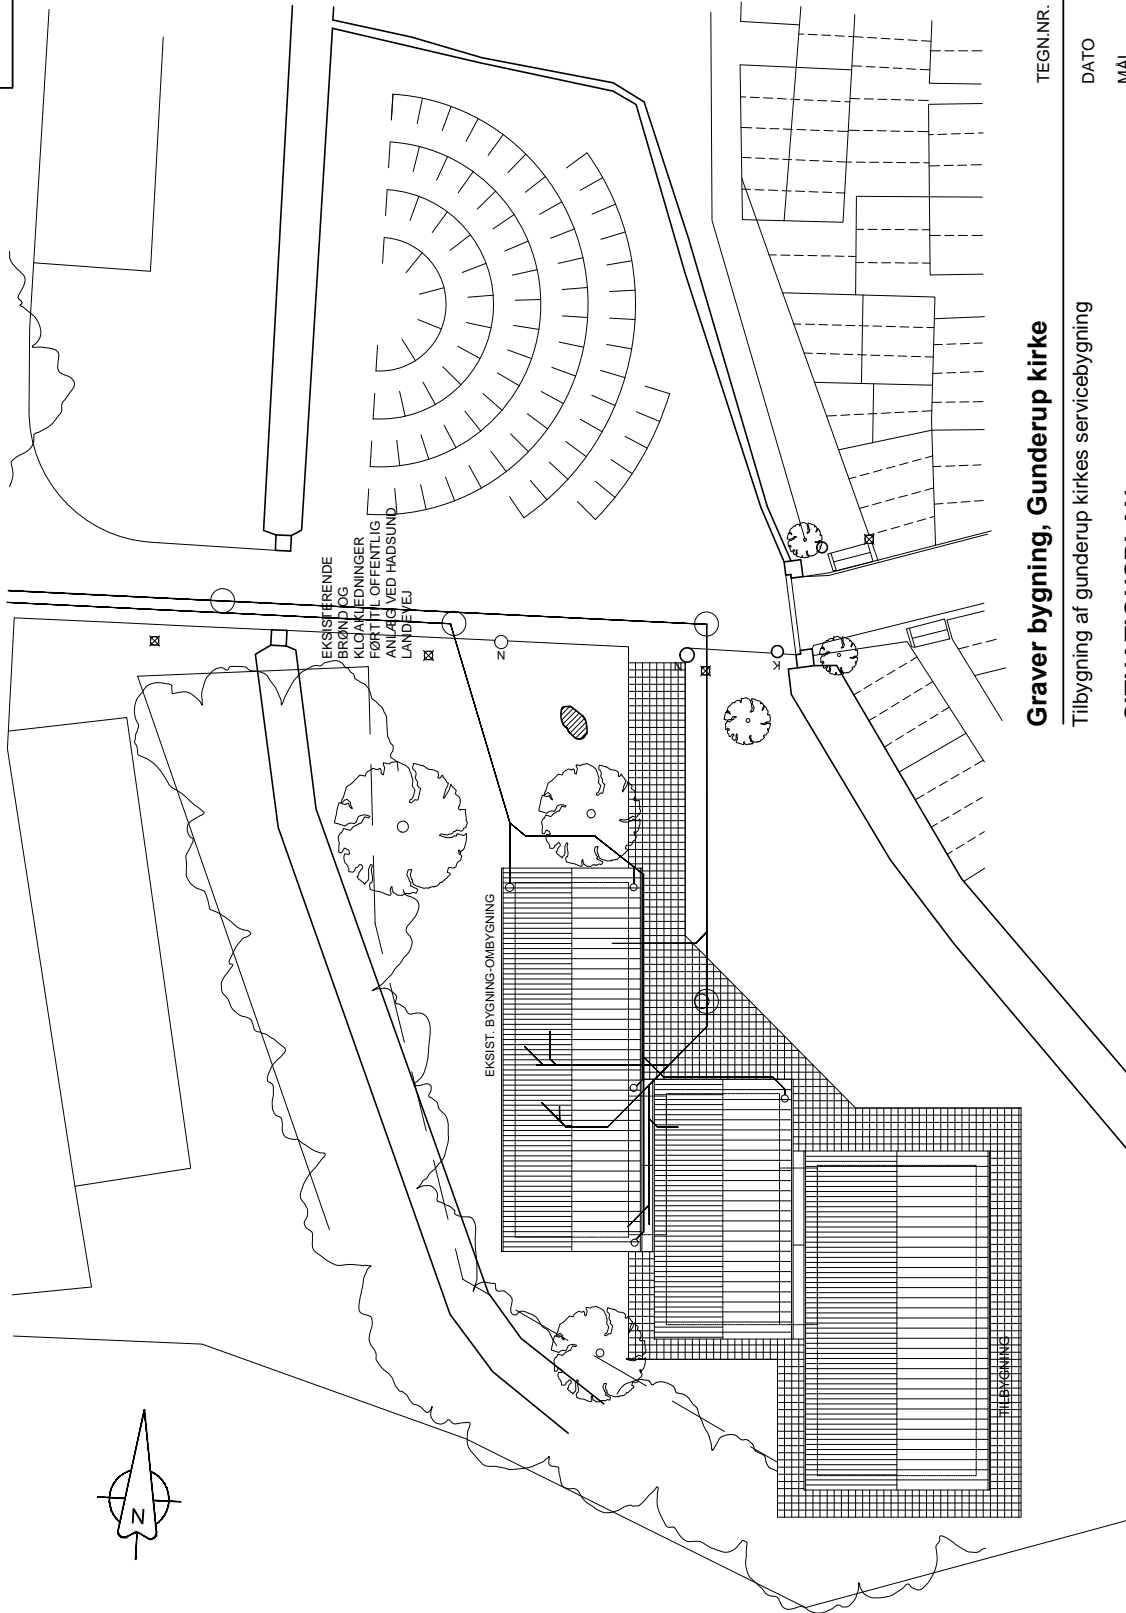 EKSISTERENDE
BRØND OG
KLOAKLEDNINGER
FØRT TIL OFFENTLIG
ANLÆG VED HADSUND
LANDEVEJ
N
N
K
EKSIST. BYGNING-OMBYGNING
TILBYGNING
N
Graver bygning, Gunderup kirke
Tilbygning af gunderup kirkes servicebygning
TEGN.NR.
DATO
MÅL